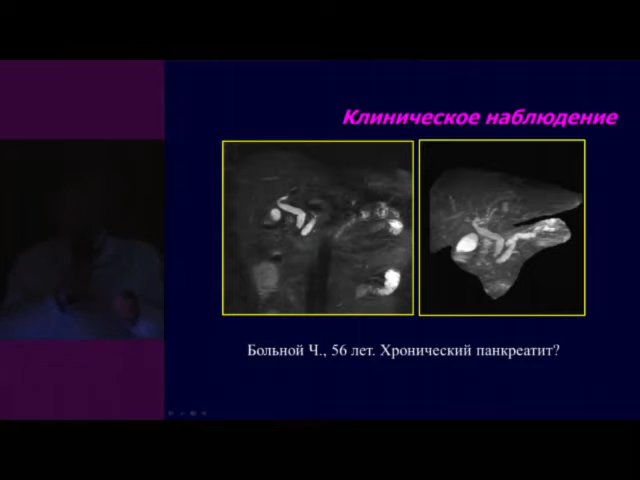 Клиническое наблюдение
Больной Ч., 56 лет. Хронический панкреатит?